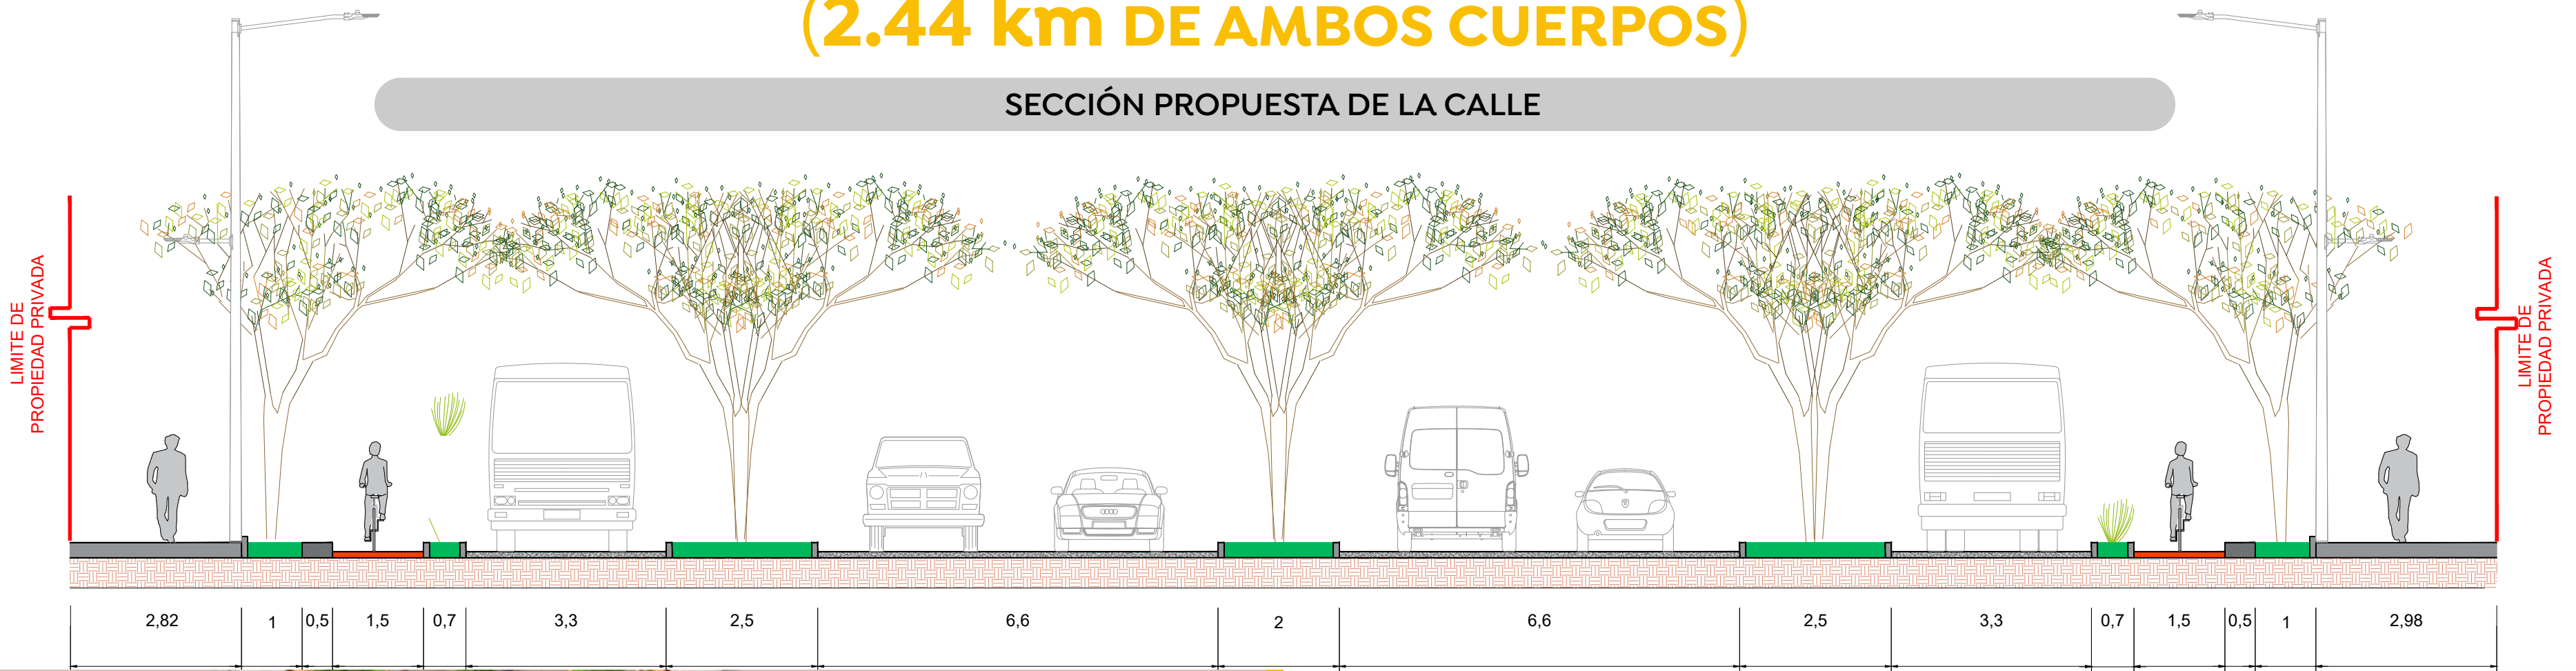 (2.44 km DE AMBOS CUERPOS)
SECCIÓN PROPUESTA DE LA CALLE
LIMITE DE
PROPIEDAD PRIVADA
LIMITE DE
PROPIEDAD PRIVADA
2,82 1 0,5 1,5 0,7 3,3 2,5 6,6 2 6,6 2,5 3,3 0,7 1,5 0,5 1 2,98